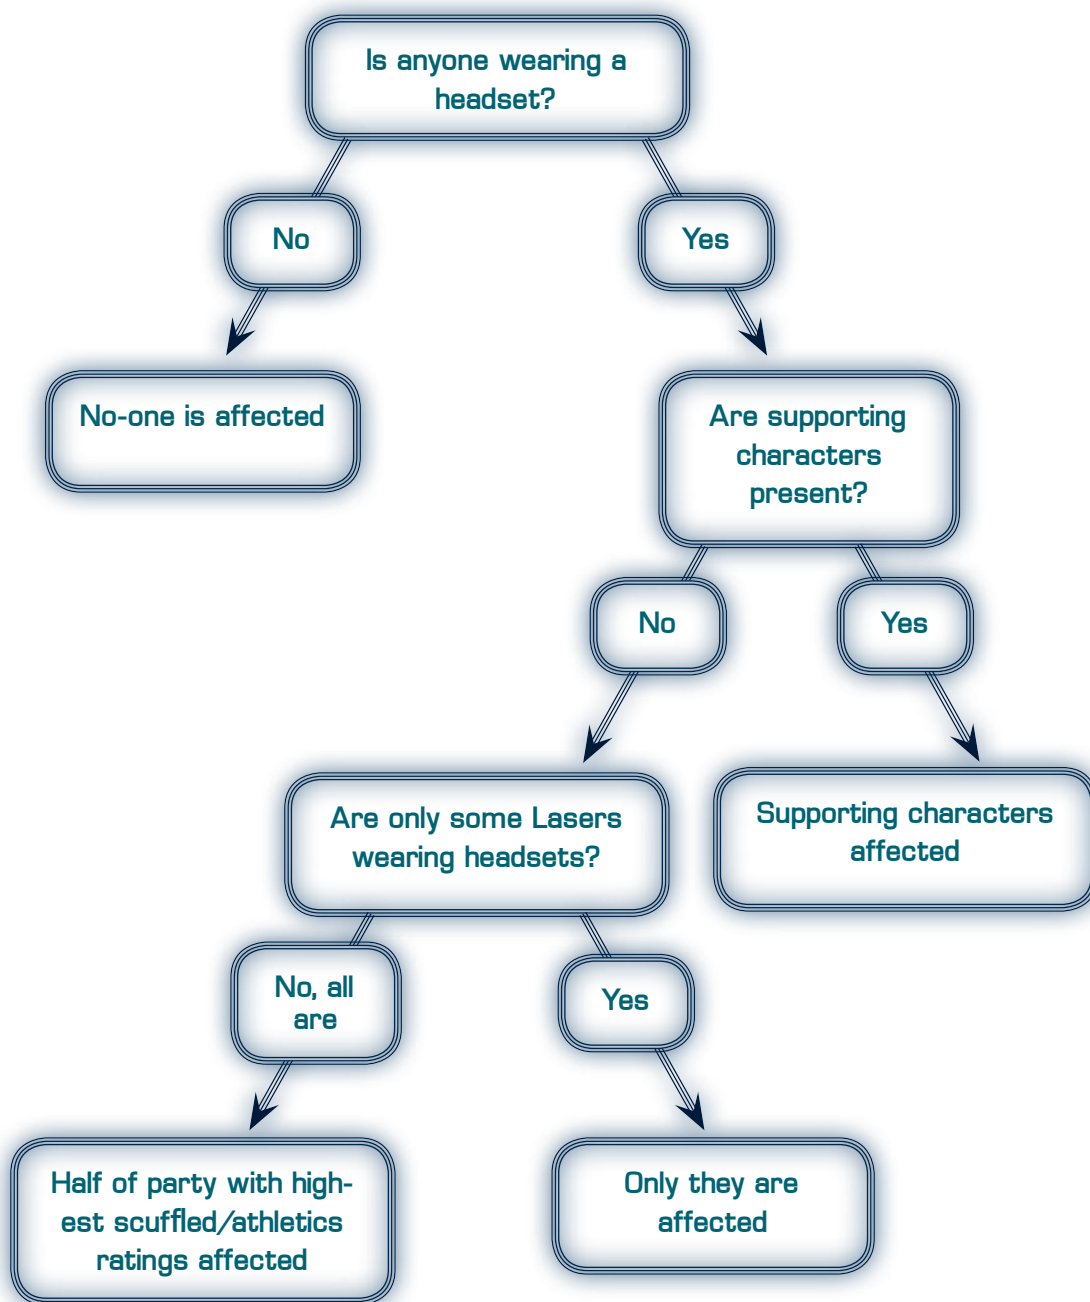 Is anyone wearing a
headset?
No
Yes
No-one is affected
Are supporting
characters
present?
No
Yes
Are only some Lasers
wearing headsets?
Supporting characters
affected
No, all
are
Yes
Half of party with high-
est scuffled/athletics
ratings affected
Only they are
affected